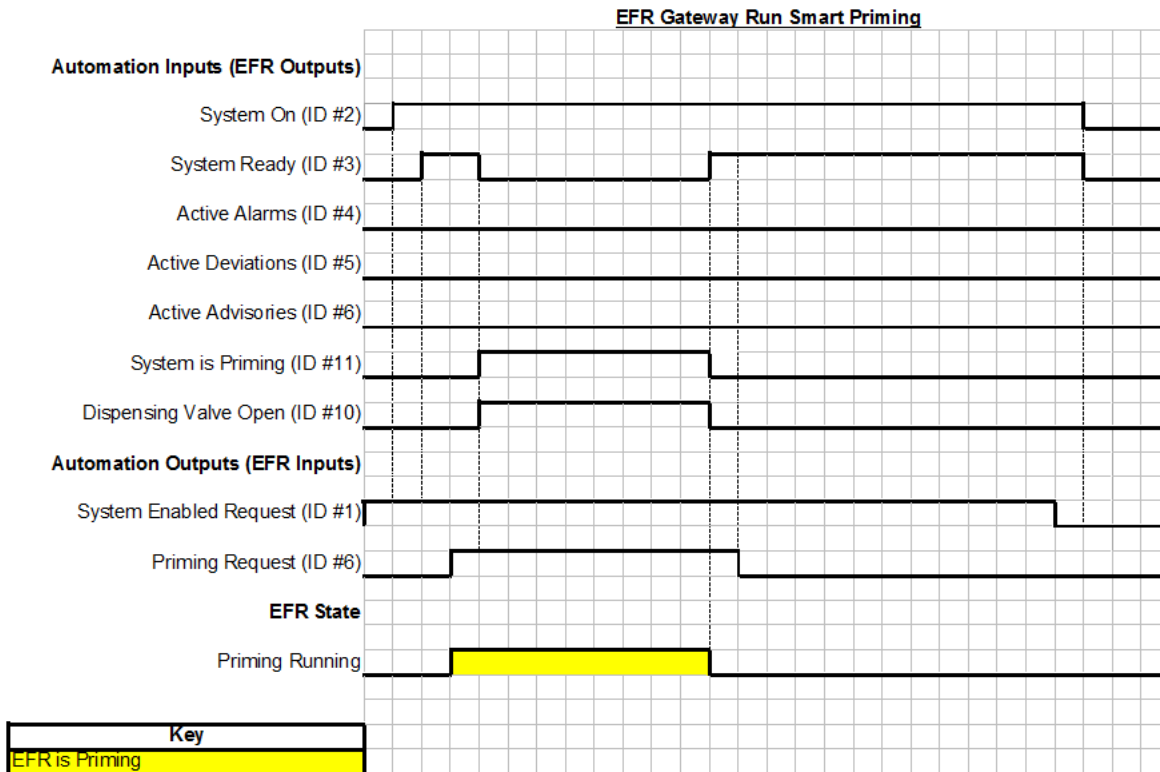 EFR Gateway Run Smart Priming
Automation Inputs (EFR Outputs)
System On (ID #2)
System Ready (ID #3)
Active Alarms (ID #4)
Active Deviations (ID #5)
Active Advisories (ID #6)
System is Priming (ID #11)
Dispensing Valve Open (ID #10)
Automation Outputs (EFR Inputs)
System Enabled Request (ID #1)
Priming Request (ID #6)
EFR State
Priming Running
Key
EFR is Priming